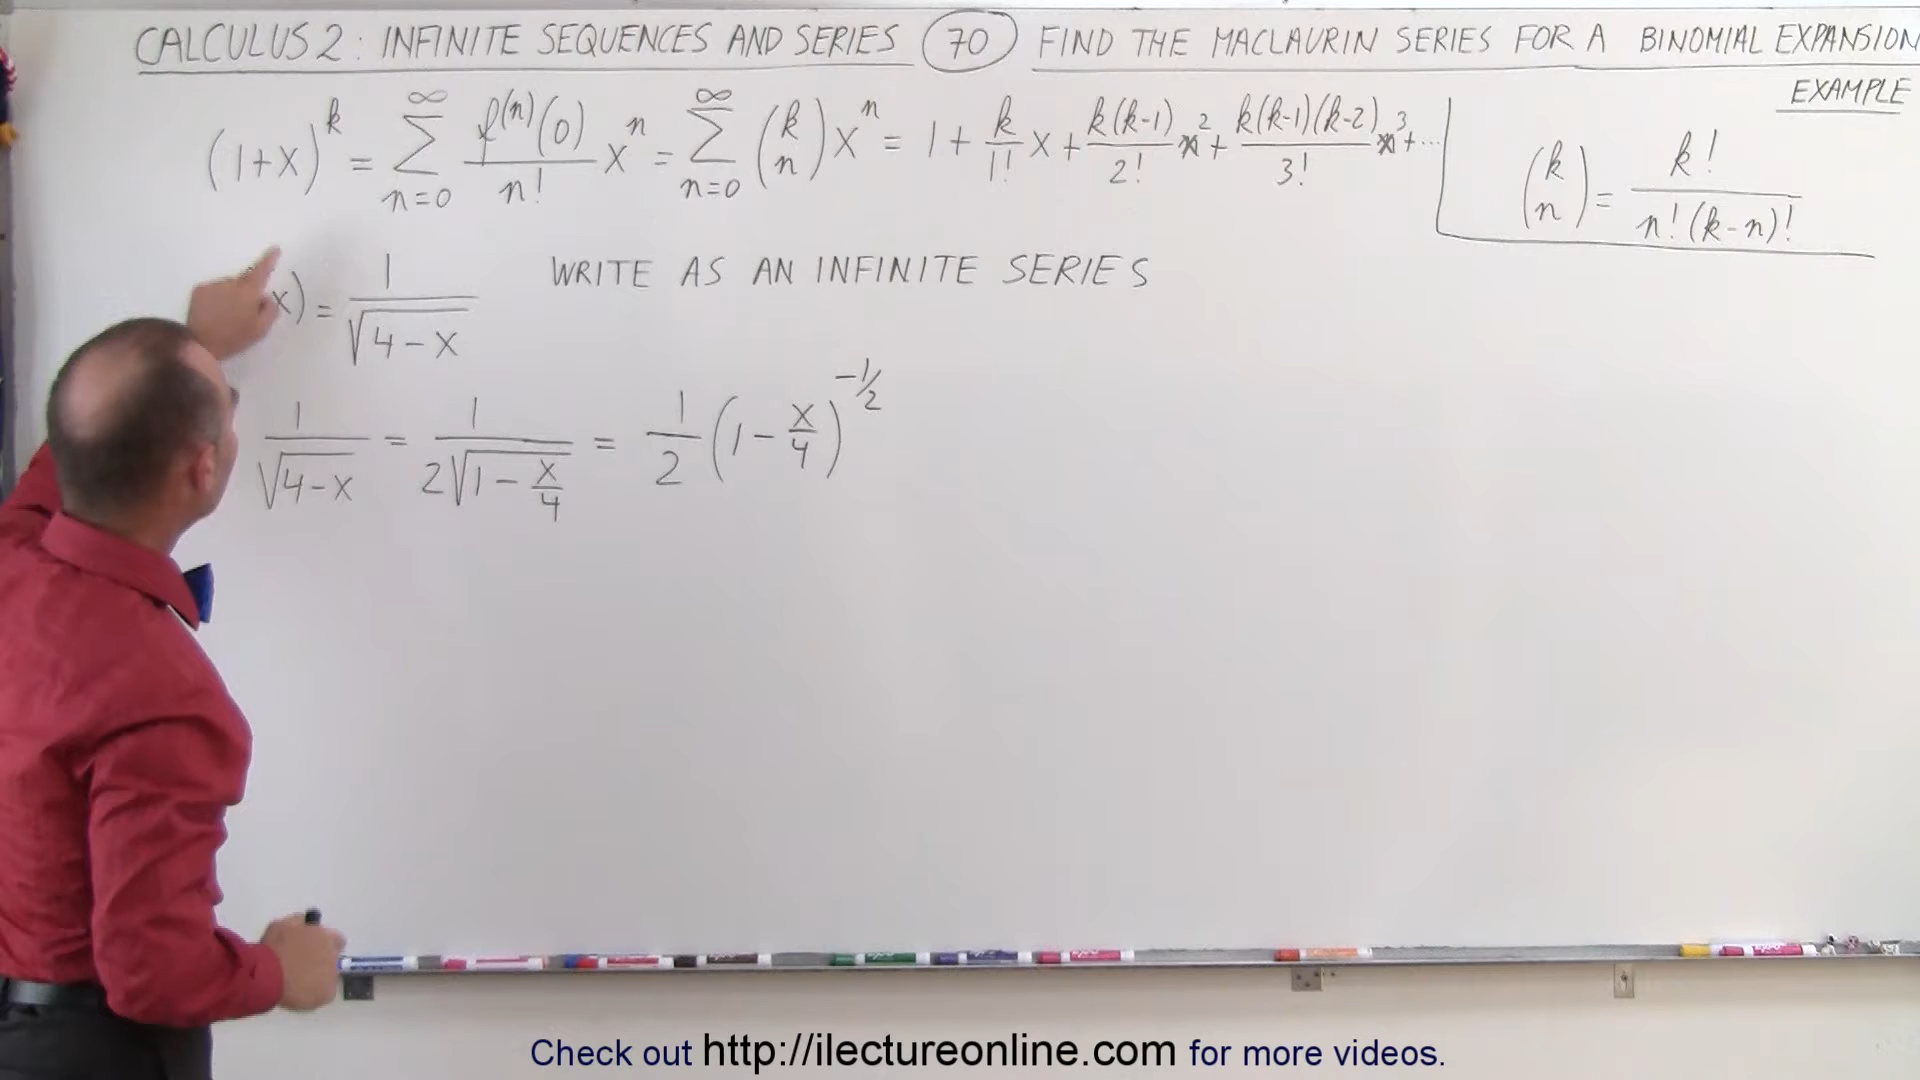 CALCULUS 2: INFINITE SEQUENCES AND SERIES (70) FIND THE MACLAURIN SERIES FOR A BINOMIAL EXPANSION
EXAMPLE
(1+x)^k = ∞ Σ n=0 f^(n)(0)/n! x^n = ∞ Σ n=0 (k n) x^n = 1 + k/1! x + k(k-1)/2! x^2 + k(k-1)(k-2)/3! x^3 + ...
(k n) = k!/n!(k-n)!
x) = 1/√4-x WRITE AS AN INFINITE SERIES
1/√4-x = 1/2√1-x/4 = 1/2 (1-x/4)^-1/2
Check out http://ilectureonline.com for more videos.